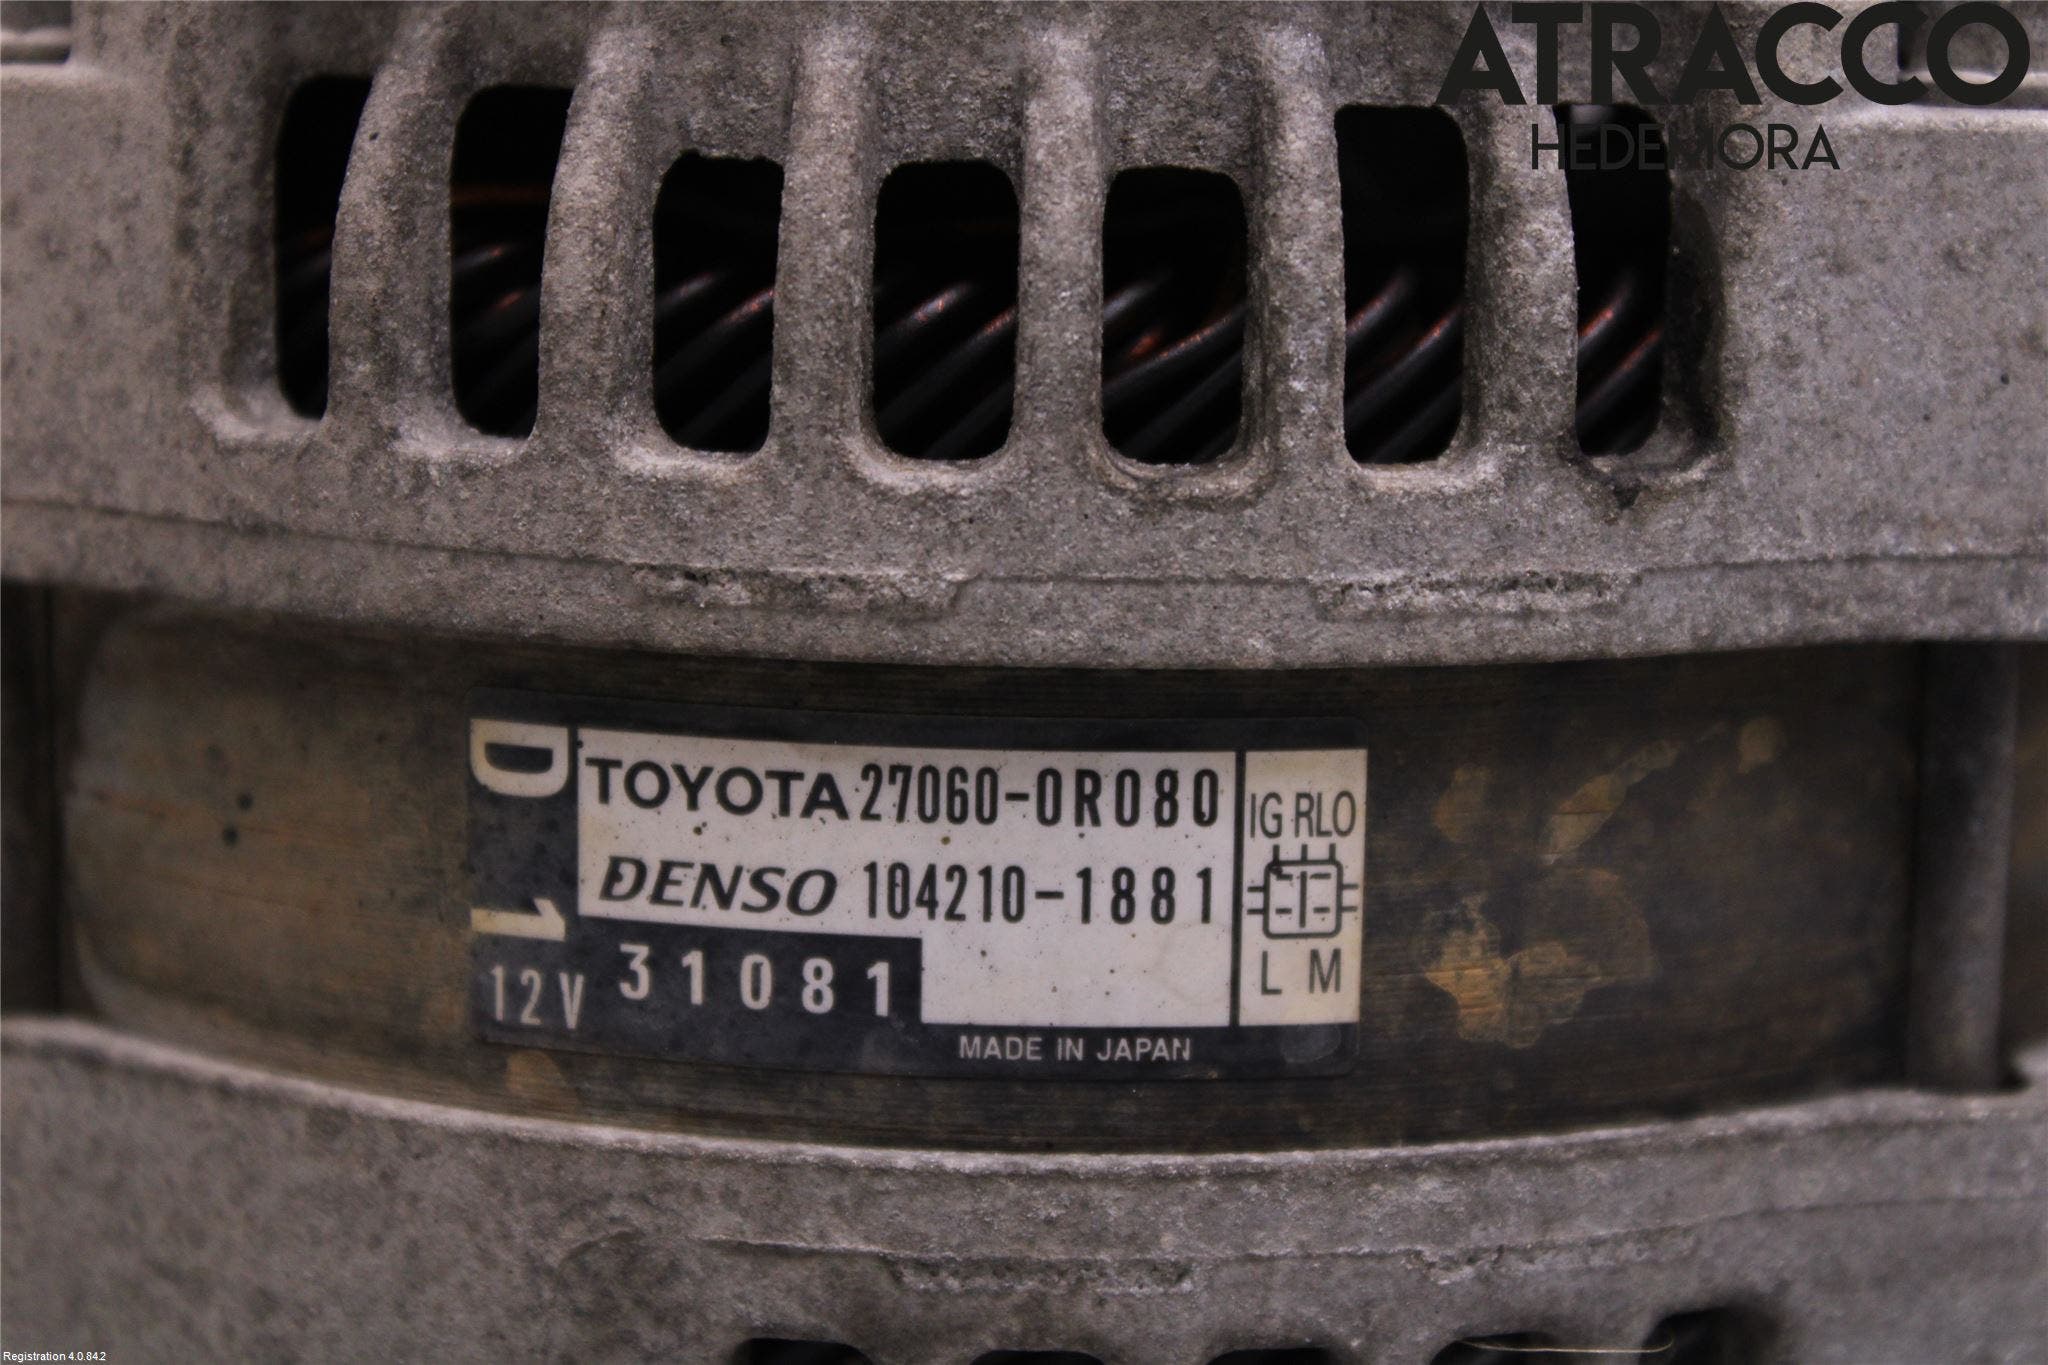 ATRACCO
HEDEMORA
D1
TOYOTA 27060-0R080
DENSO 104210-1881
12V 31081
MADE IN JAPAN
IG RLO
L M
Registration 4.0.84.2